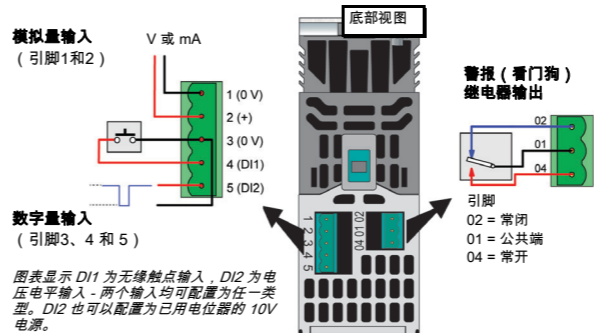 底部视图
模拟量输入
（引脚1和2）
V 或 mA
1 (0 V)
2 (+)
3 (0 V)
4 (DI1)
5 (DI2)
数字量输入
（引脚3、4 和 5）
图表显示 DI1 为无缘触点输入，DI2 为电
压电平输入 - 两个输入均可配置为任一类
型。DI2 也可以配置为已用电位器的 10V
电源。
1 2 3 4 5
04 01 02
警报（看门狗）
继电器输出
02
01
04
引脚
02 = 常闭
01 = 公共端
04 = 常开